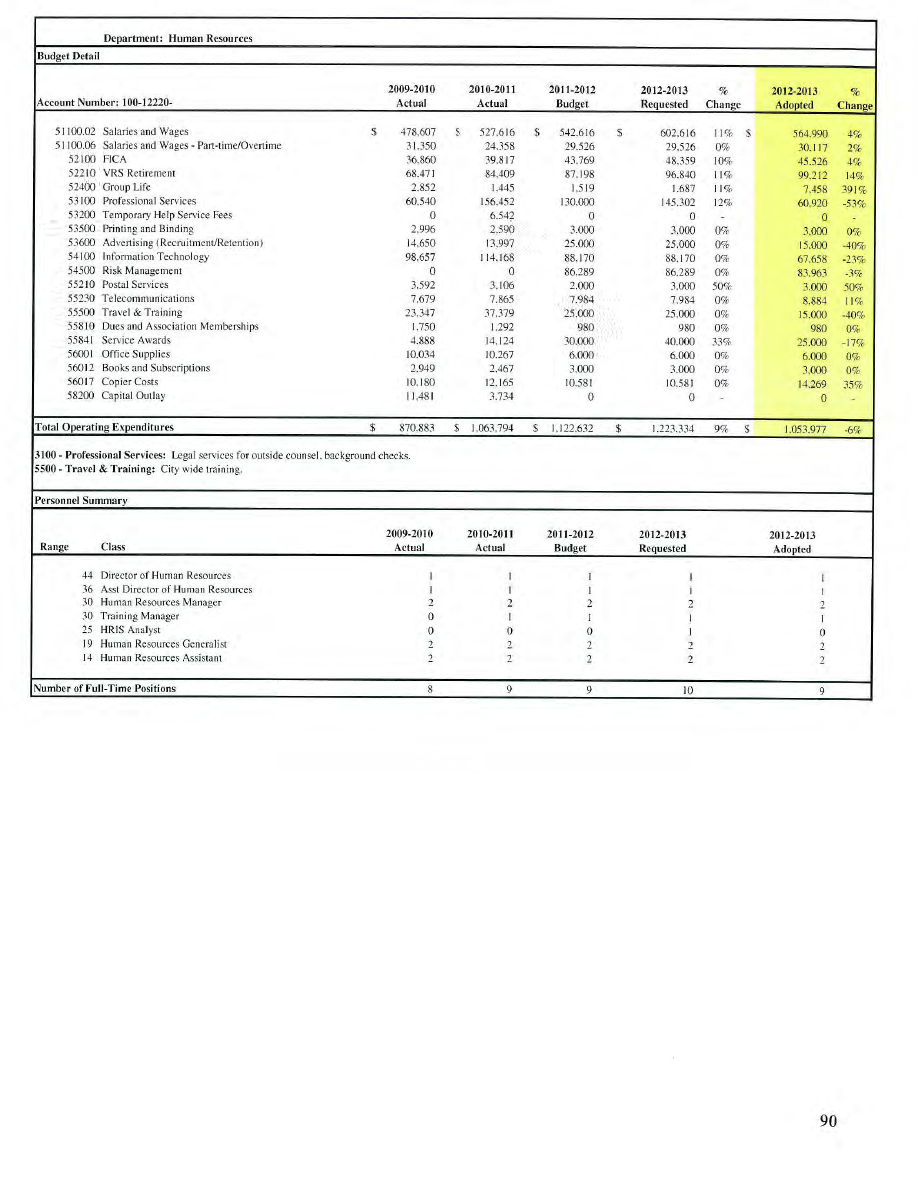 Department: Human Resources
Budget Detail
2009-2010 2010-2011 2011-2012 2012-2013 % 2012-2013 %
Account Number: 100-12220- Actual Actual Budget Requested Change Adopted Change
51100.02 Salaries and Wages $ 478,607 $ 527,616 $ 542,616 $ 602,616 11% $ 564,990 4%
51100.06 Salaries and Wages - Part-time/Overtime 31,350 24,358 29,526 29,526 0% 30,117 2%
52100 FICA 36,860 39,817 43,769 48,359 10% 45,526 4%
52210 VRS Retirement 68,471 84,409 87,198 96,840 11% 99,212 14%
52400 Group Life 2,852 1,445 1,519 1,687 11% 7,458 391%
53100 Professional Services 60,540 156,452 130,000 145,302 12% 60,920 -53%
53200 Temporary Help Service Fees 0 6,542 0 0 - 0 -
53500 Printing and Binding 2,996 2,590 3,000 3,000 0% 3,000 0%
53600 Advertising (Recruitment/Retention) 14,650 13,997 25,000 25,000 0% 15,000 -40%
54100 Information Technology 98,657 114,168 88,170 88,170 0% 67,658 -23%
54500 Risk Management 0 0 86,289 86,289 0% 83,963 -3%
55210 Postal Services 3,592 3,106 2,000 3,000 50% 3,000 50%
55230 Telecommunications 7,679 7,865 7,984 7,984 0% 8,884 11%
55500 Travel & Training 23,347 37,379 25,000 25,000 0% 15,000 -40%
55810 Dues and Association Memberships 1,750 1,292 980 980 0% 980 0%
55841 Service Awards 4,888 14,124 30,000 40,000 33% 25,000 -17%
56001 Office Supplies 10,034 10,267 6,000 6,000 0% 6,000 0%
56012 Books and Subscriptions 2,949 2,467 3,000 3,000 0% 3,000 0%
56017 Copier Costs 10,180 12,165 10,581 10,581 0% 14,269 35%
58200 Capital Outlay 11,481 3,734 0 0 - 0 -
Total Operating Expenditures $ 870,883 $ 1,063,794 $ 1,122,632 $ 1,223,334 9% $ 1,053,977 -6%
3100 - Professional Services: Legal services for outside counsel, background checks.
5500 - Travel & Training: City wide training.
Personnel Summary
2009-2010 2010-2011 2011-2012 2012-2013 2012-2013
Range Class Actual Actual Budget Requested Adopted
44 Director of Human Resources 1 1 1 1 1
36 Asst Director of Human Resources 1 1 1 1 1
30 Human Resources Manager 2 2 2 2 2
30 Training Manager 0 1 1 1 1
25 HRIS Analyst 0 0 0 1 0
19 Human Resources Generalist 2 2 2 2 2
14 Human Resources Assistant 2 2 2 2 2
Number of Full-Time Positions 8 9 9 10 9
90